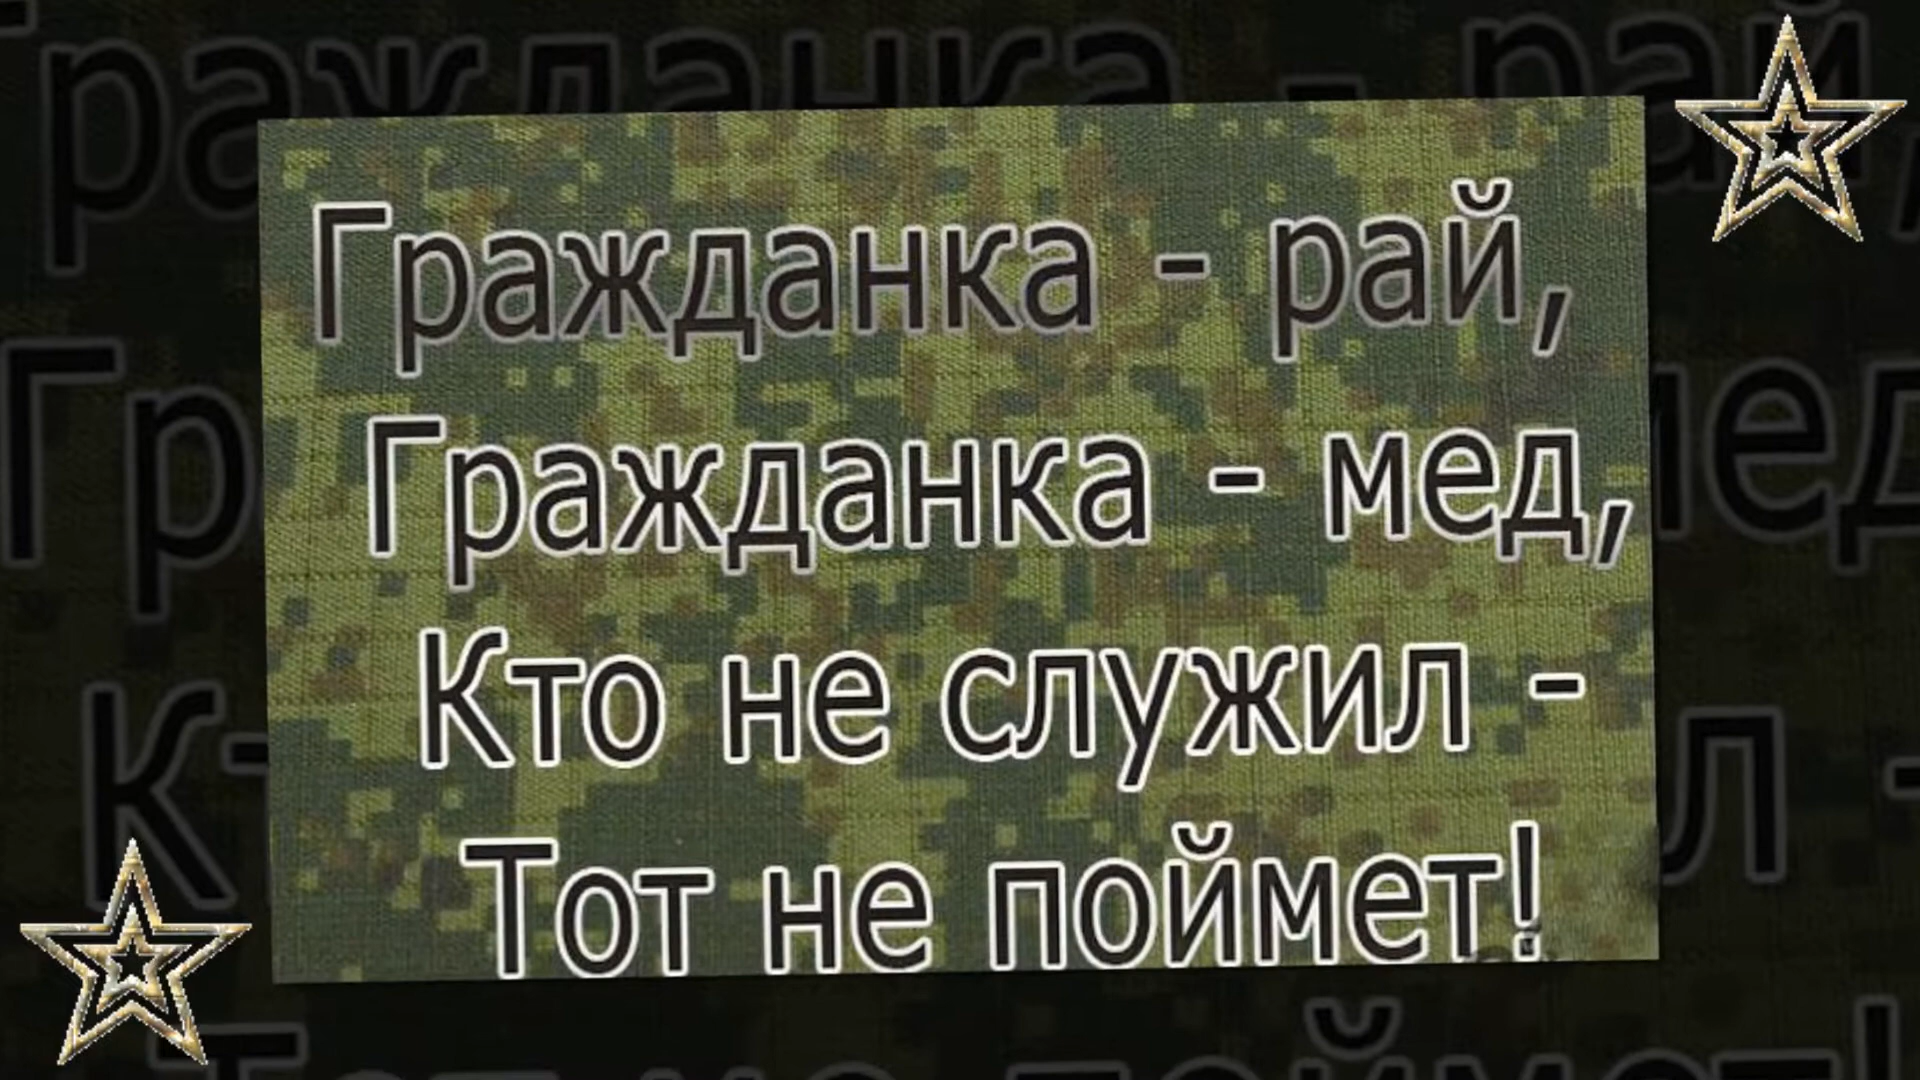 Гражданка - рай,
Гражданка - мед,
Кто не служил -
Тот не поймет!